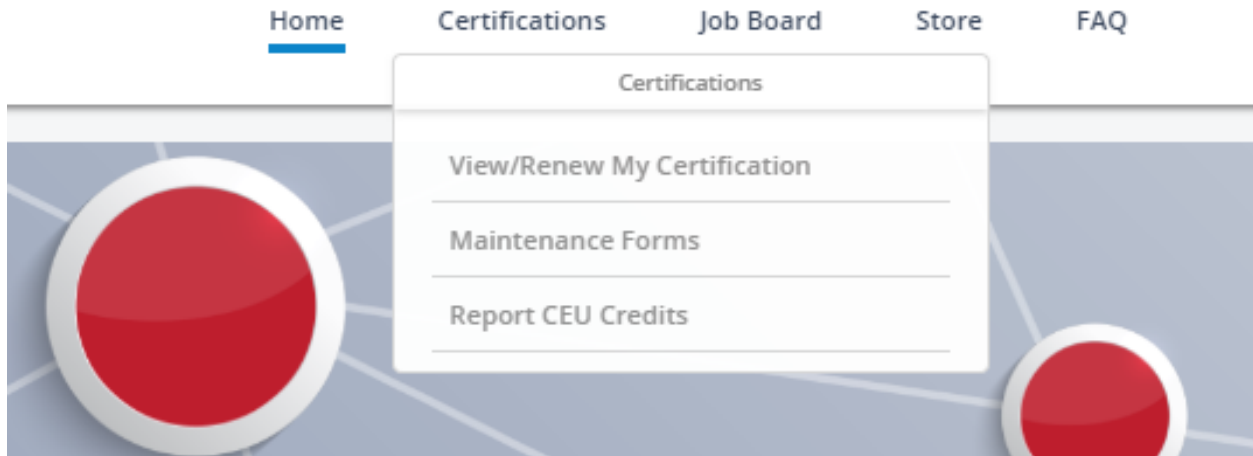 Home Certifications Job Board Store FAQ
Certifications
View/Renew My Certification
Maintenance Forms
Report CEU Credits